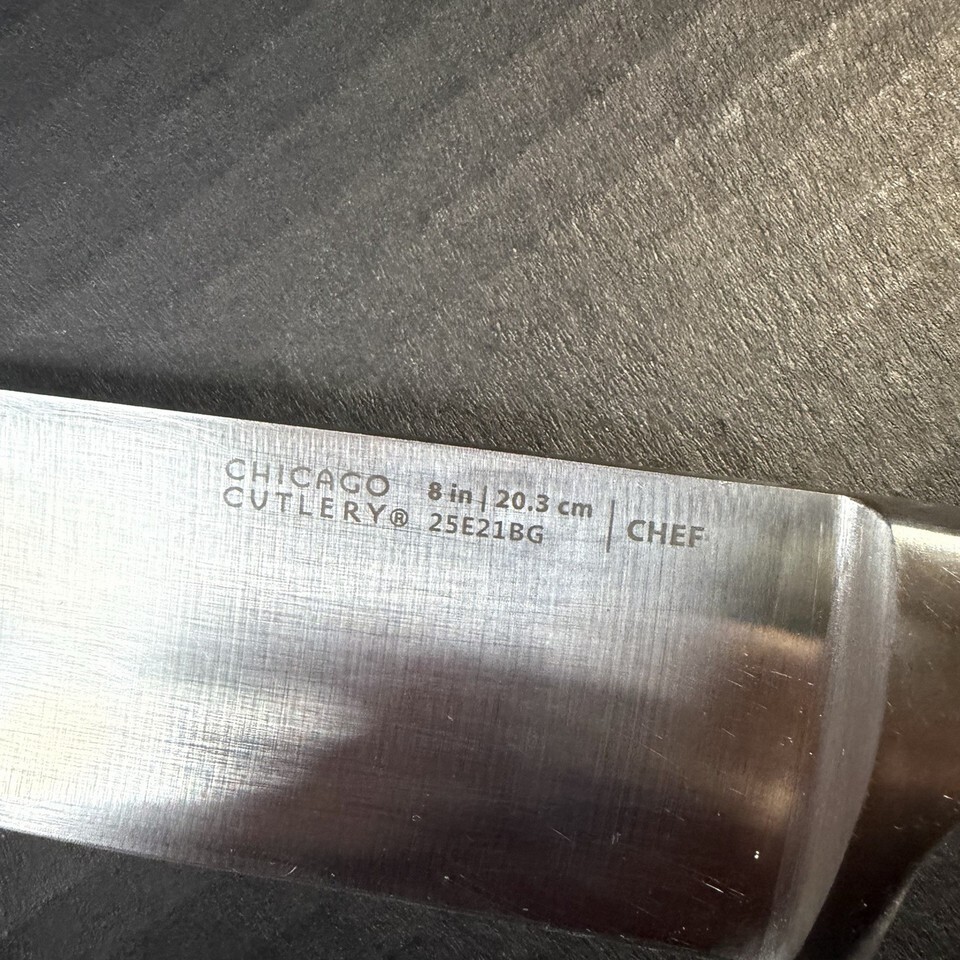 CHICAGO
CUTLERY®
8 in | 20.3 cm
25E21BG
CHEF